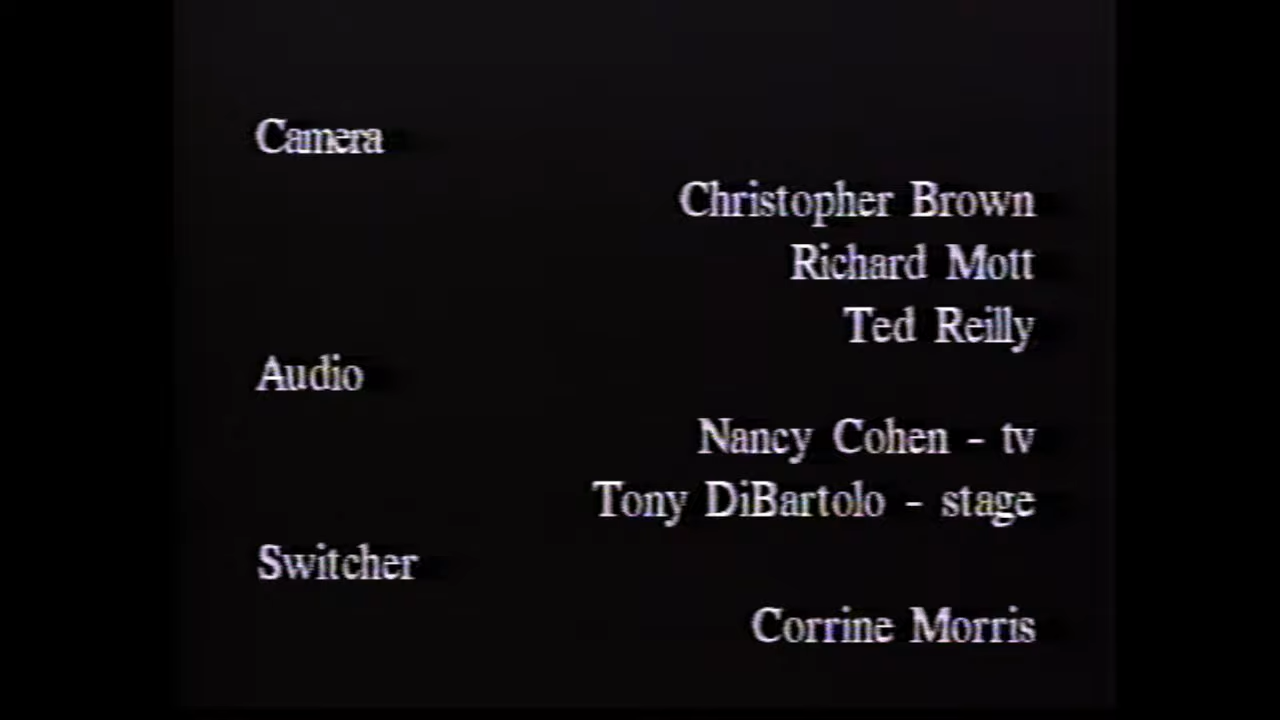 Camera
Christopher Brown
Richard Mott
Ted Reilly
Audio
Nancy Cohen - tv
Tony DiBartolo - stage
Switcher
Corrine Morris